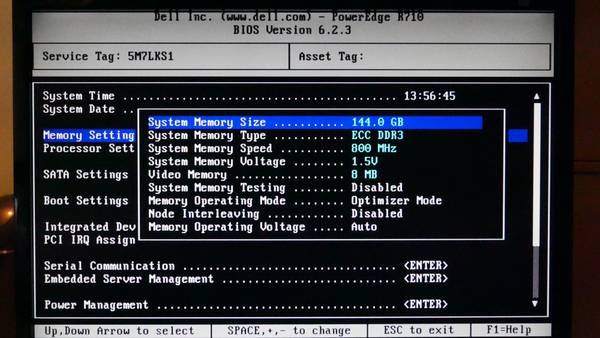 Dell Inc. (www.dell.com) - PowerEdge R710
BIOS Version 6.2.3
Service Tag: 5M7LKS1 Asset Tag:
System Time ........................................ 13:56:45
System Date ..
Memory Setting
Processor Sett
SATA Settings
Boot Settings
Integrated Dev
PCI IRQ Assign
System Memory Size ........... 144.0 GB
System Memory Type ........... ECC DDR3
System Memory Speed .......... 800 MHz
System Memory Voltage ........ 1.5V
Video Memory ................. 8 MB
System Memory Testing ........ Disabled
Memory Operating Mode ........ Optimizer Mode
Node Interleaving ............ Disabled
Memory Operating Voltage ..... Auto
Serial Communication ............................... <ENTER>
Embedded Server Management ......................... <ENTER>
Power Management ................................... <ENTER>
Up,Down Arrow to select SPACE,+,- to change ESC to exit F1=Help